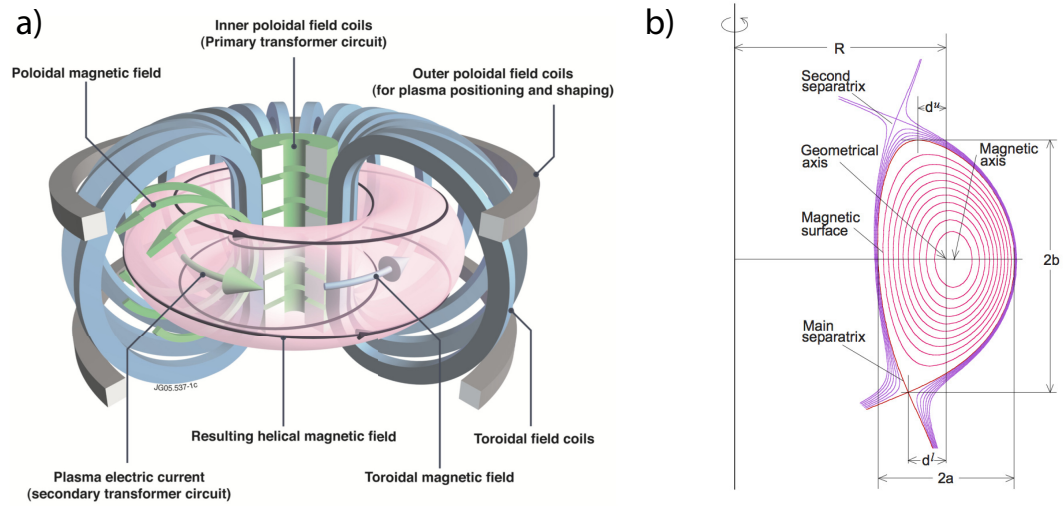 a)
Inner poloidal field coils
(Primary transformer circuit)
Poloidal magnetic field
Outer poloidal field coils
(for plasma positioning and shaping)
JG05.537-1c
Resulting helical magnetic field
Toroidal field coils
Plasma electric current
(secondary transformer circuit)
Toroidal magnetic field
b)
R
Second
separatrix
d^u
Geometrical
axis
Magnetic
axis
Magnetic
surface
2b
Main
separatrix
d^l
2a